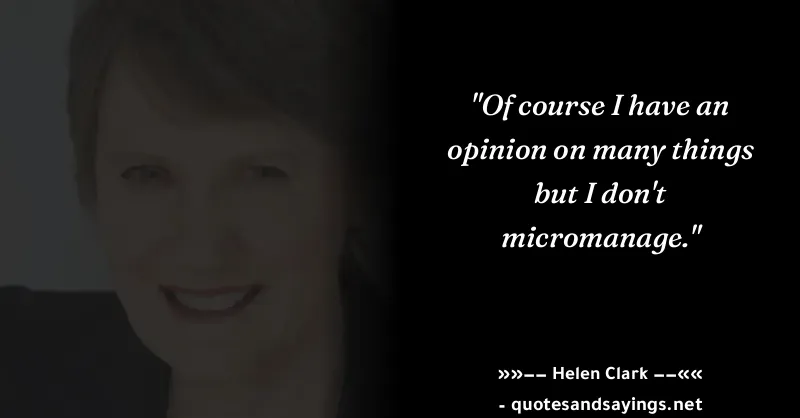 "Of course I have an
opinion on many things
but I don't
micromanage."
»»−− Helen Clark −−««
- quotesandsayings.net